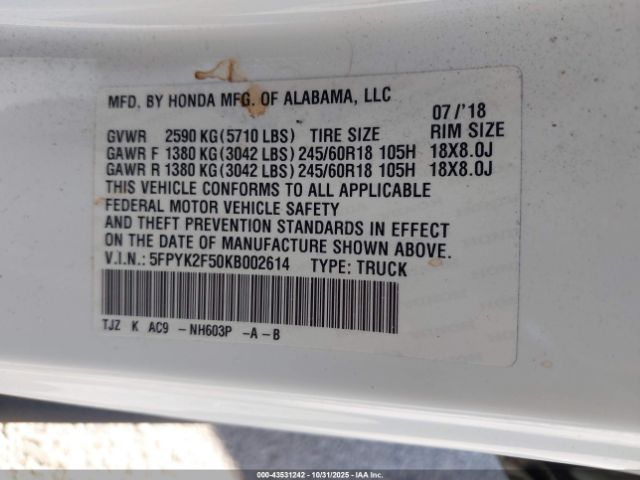 MFD. BY HONDA MFG. OF ALABAMA, LLC
07/'18
GVWR 2590 KG(5710 LBS) TIRE SIZE RIM SIZE
GAWR F 1380 KG(3042 LBS) 245/60R18 105H 18X8.0J
GAWR R 1380 KG(3042 LBS) 245/60R18 105H 18X8.0J
THIS VEHICLE CONFORMS TO ALL APPLICABLE
FEDERAL MOTOR VEHICLE SAFETY
AND THEFT PREVENTION STANDARDS IN EFFECT
ON THE DATE OF MANUFACTURE SHOWN ABOVE.
V.I.N.: 5FPYK2F50KB002614 TYPE: TRUCK
TJZ K AC9 -NH603P -A-B
000-43531242 - 10/31/2025 - IAAI.COM